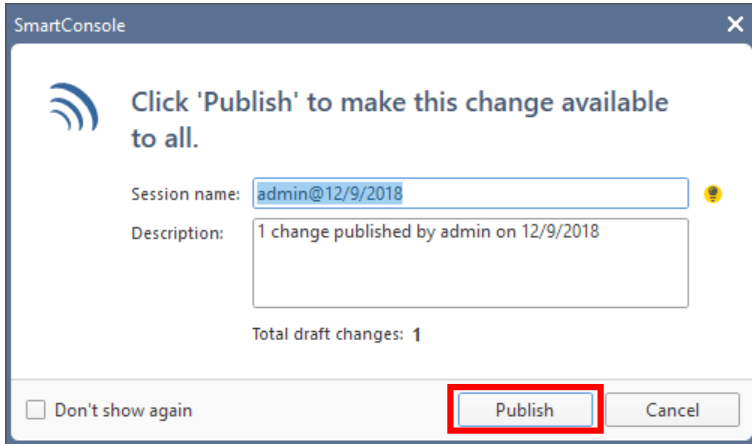 SmartConsole
Click 'Publish' to make this change available
to all.
Session name: admin@12/9/2018
Description: 1 change published by admin on 12/9/2018
Total draft changes: 1
Don't show again
Publish
Cancel